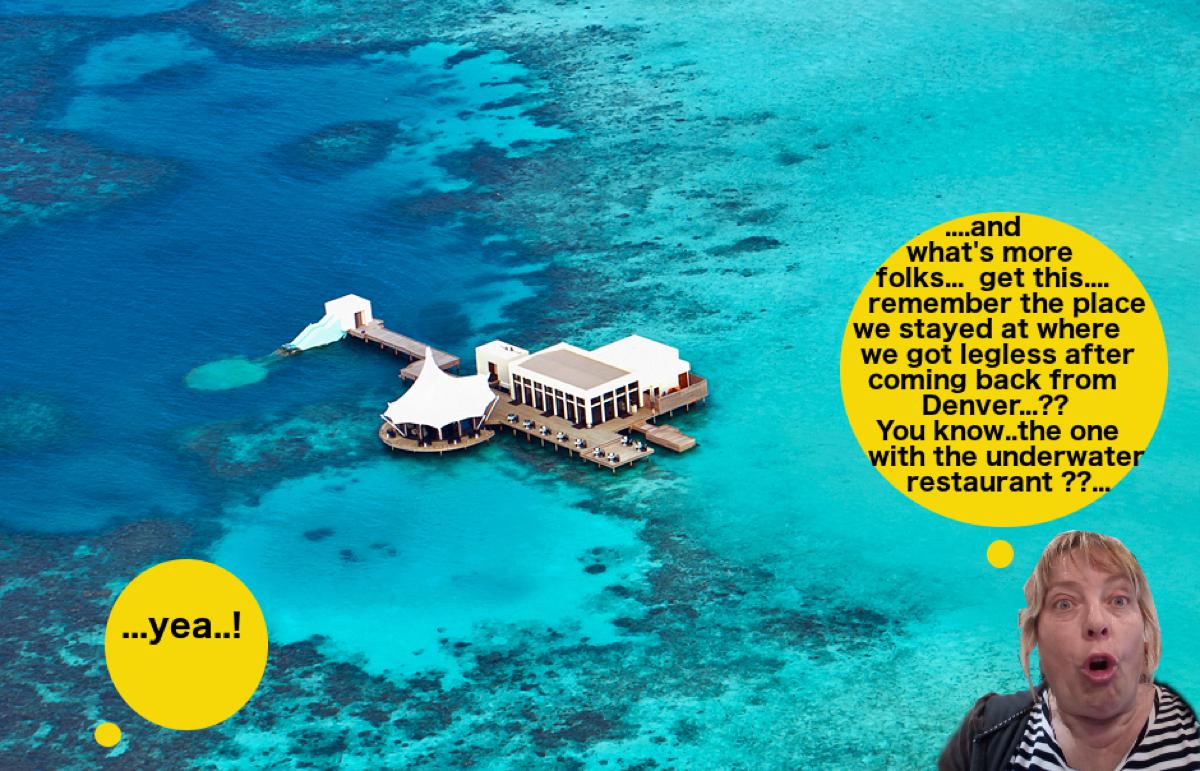 ....and
what's more
folks... get this....
remember the place
we stayed at where
we got legless after
coming back from
Denver...??
You know..the one
with the underwater
restaurant ??...
...yea..!